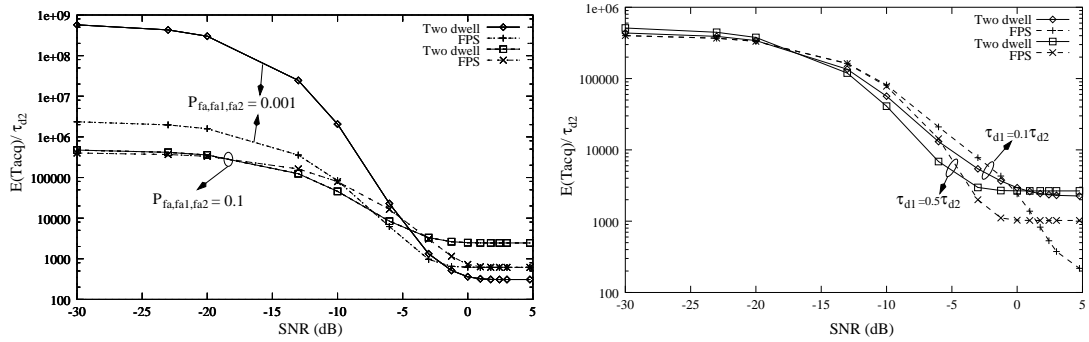 1e+09
1e+08
1e+07
1e+06
100000
10000
1000
100
E(Tacq)/ τd2
-30 -25 -20 -15 -10 -5 0 5
SNR (dB)
Two dwell
FPS
Two dwell
FPS
Pfa,fa1,fa2 = 0.001
Pfa,fa1,fa2 = 0.1
1e+06
100000
10000
1000
100
E(Tacq)/ τd2
-30 -25 -20 -15 -10 -5 0 5
SNR (dB)
Two dwell
FPS
Two dwell
FPS
τd1=0.1τd2
τd1=0.5τd2